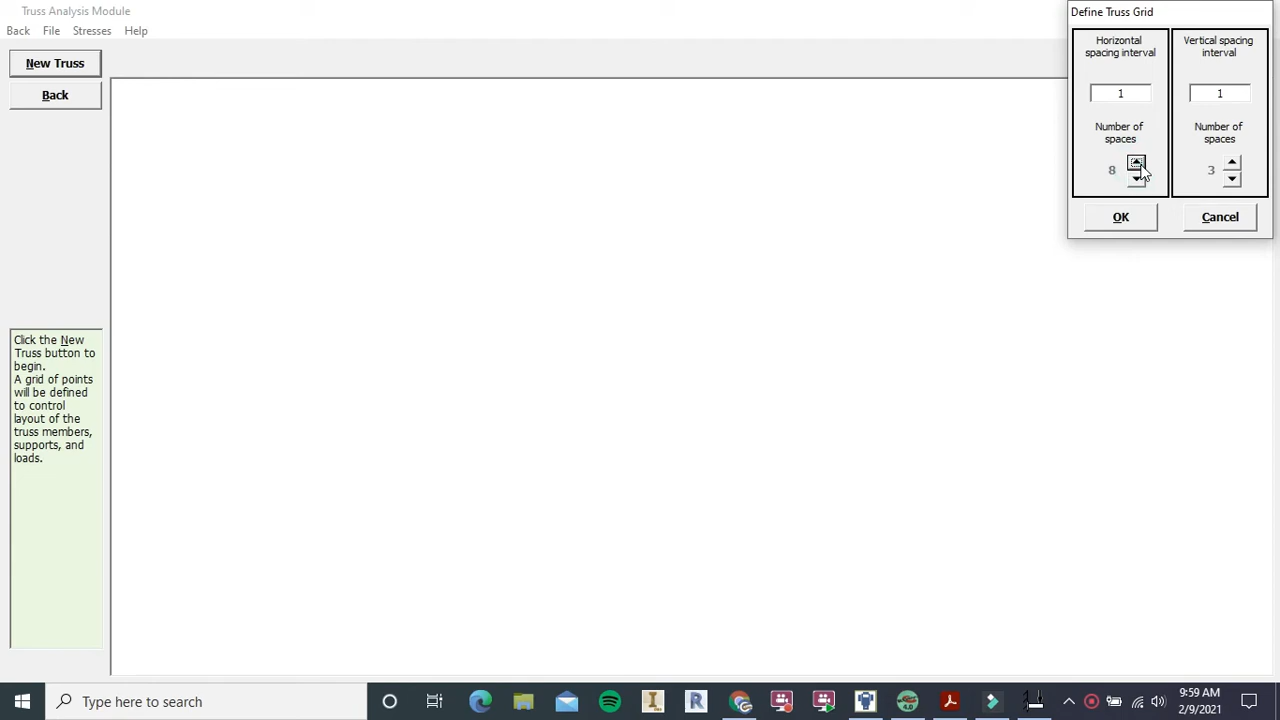 Truss Analysis Module
Back File Stresses Help
New Truss
Back
Click the New
Truss button to
begin.
A grid of points
will be defined
to control
layout of the
truss members,
supports, and
loads.
Define Truss Grid
Horizontal
spacing interval
1
Number of
spaces
8
Vertical spacing
interval
1
Number of
spaces
3
OK
Cancel
Type here to search
9:59 AM
2/9/2021